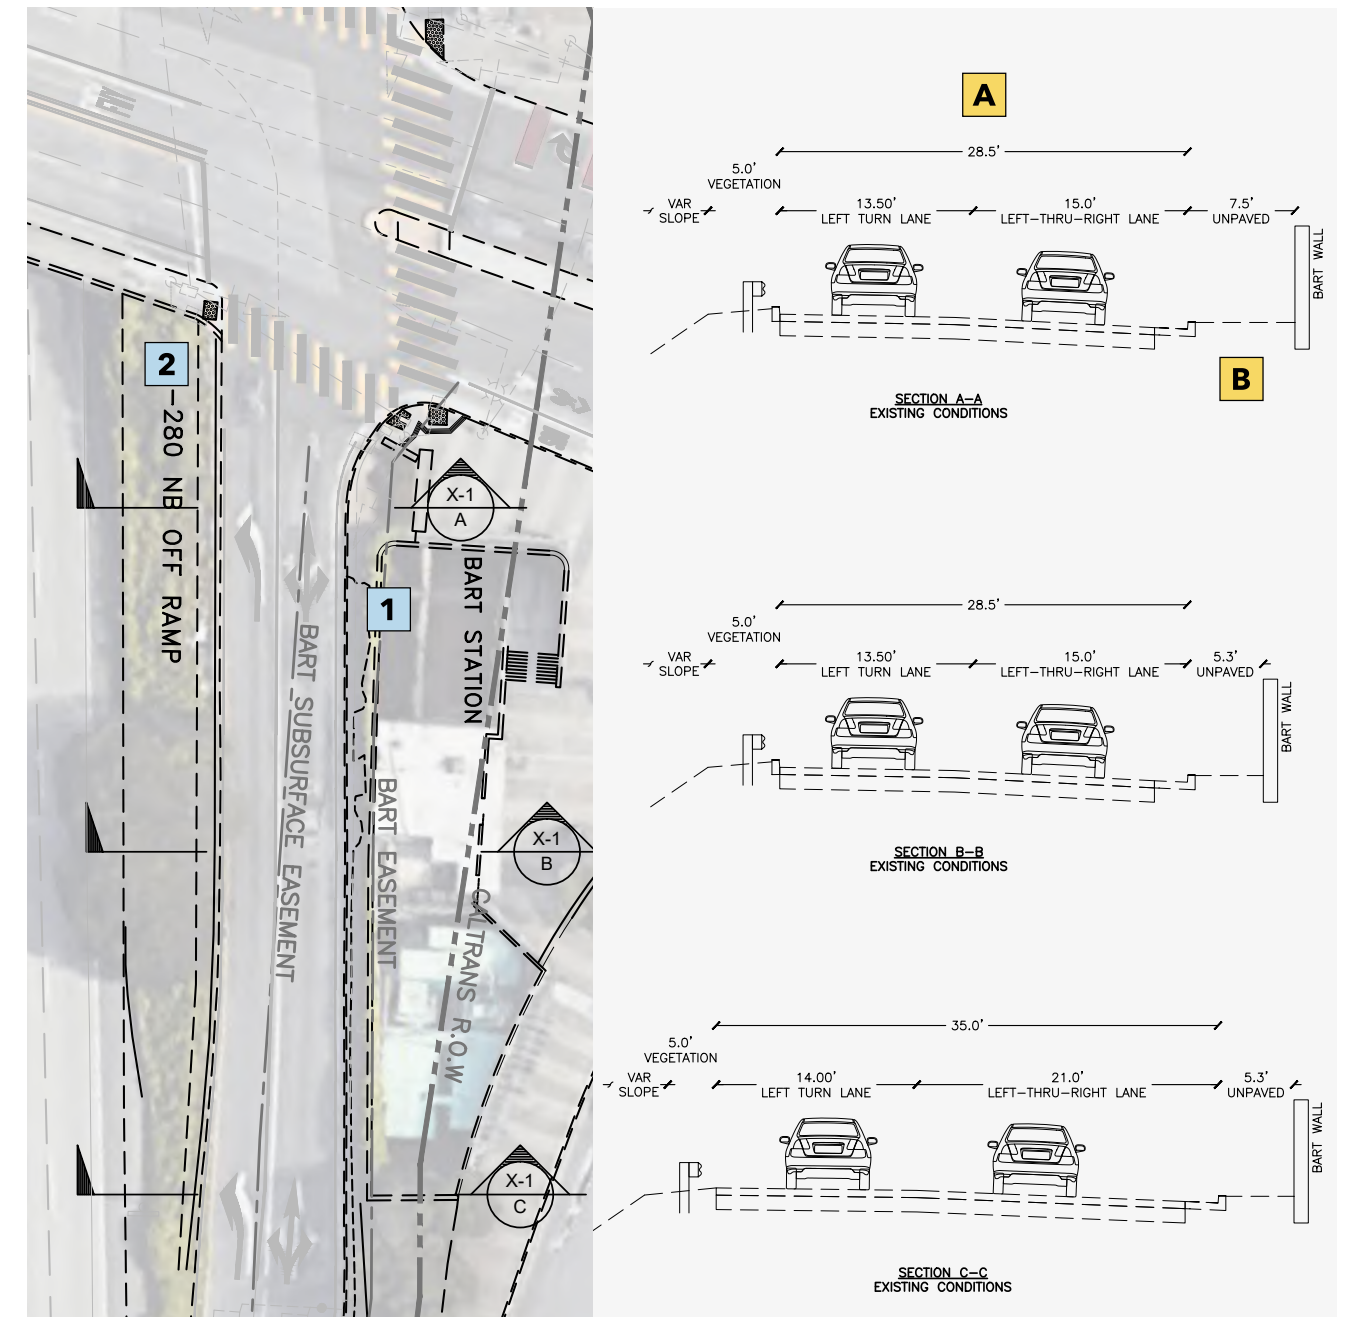 2
-280 NB OFF RAMP
BART SUBSURFACE EASEMENT
1
BART STATION
BART EASEMENT
CALTRANS R.O.W
X-1
A
X-1
B
X-1
C
A
28.5'
5.0'
VEGETATION
VAR
SLOPE
13.50'
LEFT TURN LANE
15.0'
LEFT-THRU-RIGHT LANE
7.5'
UNPAVED
BART WALL
B
SECTION A-A
EXISTING CONDITIONS
28.5'
5.0'
VEGETATION
VAR
SLOPE
13.50'
LEFT TURN LANE
15.0'
LEFT-THRU-RIGHT LANE
5.3'
UNPAVED
BART WALL
SECTION B-B
EXISTING CONDITIONS
35.0'
5.0'
VEGETATION
VAR
SLOPE
14.00'
LEFT TURN LANE
21.0'
LEFT-THRU-RIGHT LANE
5.3'
UNPAVED
BART WALL
SECTION C-C
EXISTING CONDITIONS